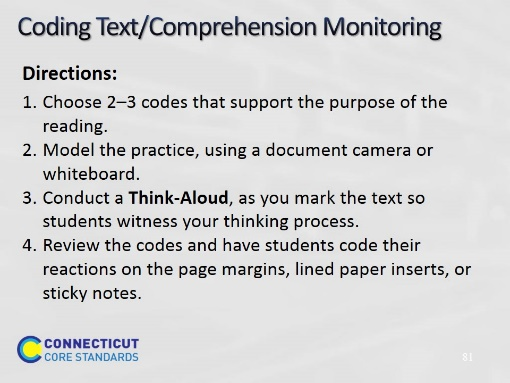 Coding Text/Comprehension Monitoring
Directions:
1. Choose 2–3 codes that support the purpose of the
reading.
2. Model the practice, using a document camera or
whiteboard.
3. Conduct a Think-Aloud, as you mark the text so
students witness your thinking process.
4. Review the codes and have students code their
reactions on the page margins, lined paper inserts, or
sticky notes.
CONNECTICUT
CORE STANDARDS
81